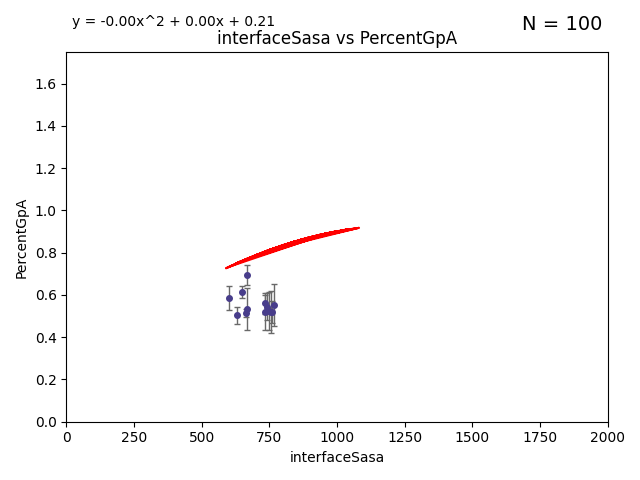 y = -0.00x^2 + 0.00x + 0.21
N = 100
interfaceSasa vs PercentGpA
PercentGpA
1.6
1.4
1.2
1.0
0.8
0.6
0.4
0.2
0.0
0 250 500 750 1000 1250 1500 1750 2000
interfaceSasa